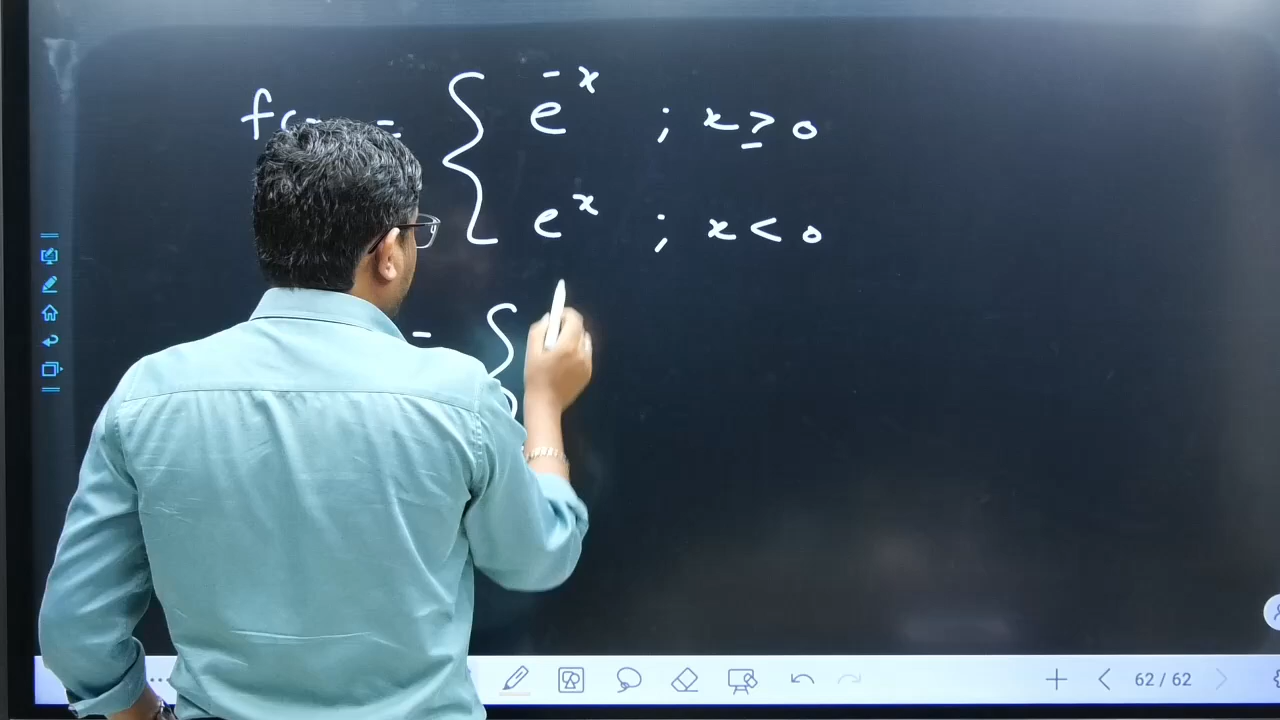 f( = { e^-x ; x ≥ 0
e^x ; x < 0
= {
62 / 62